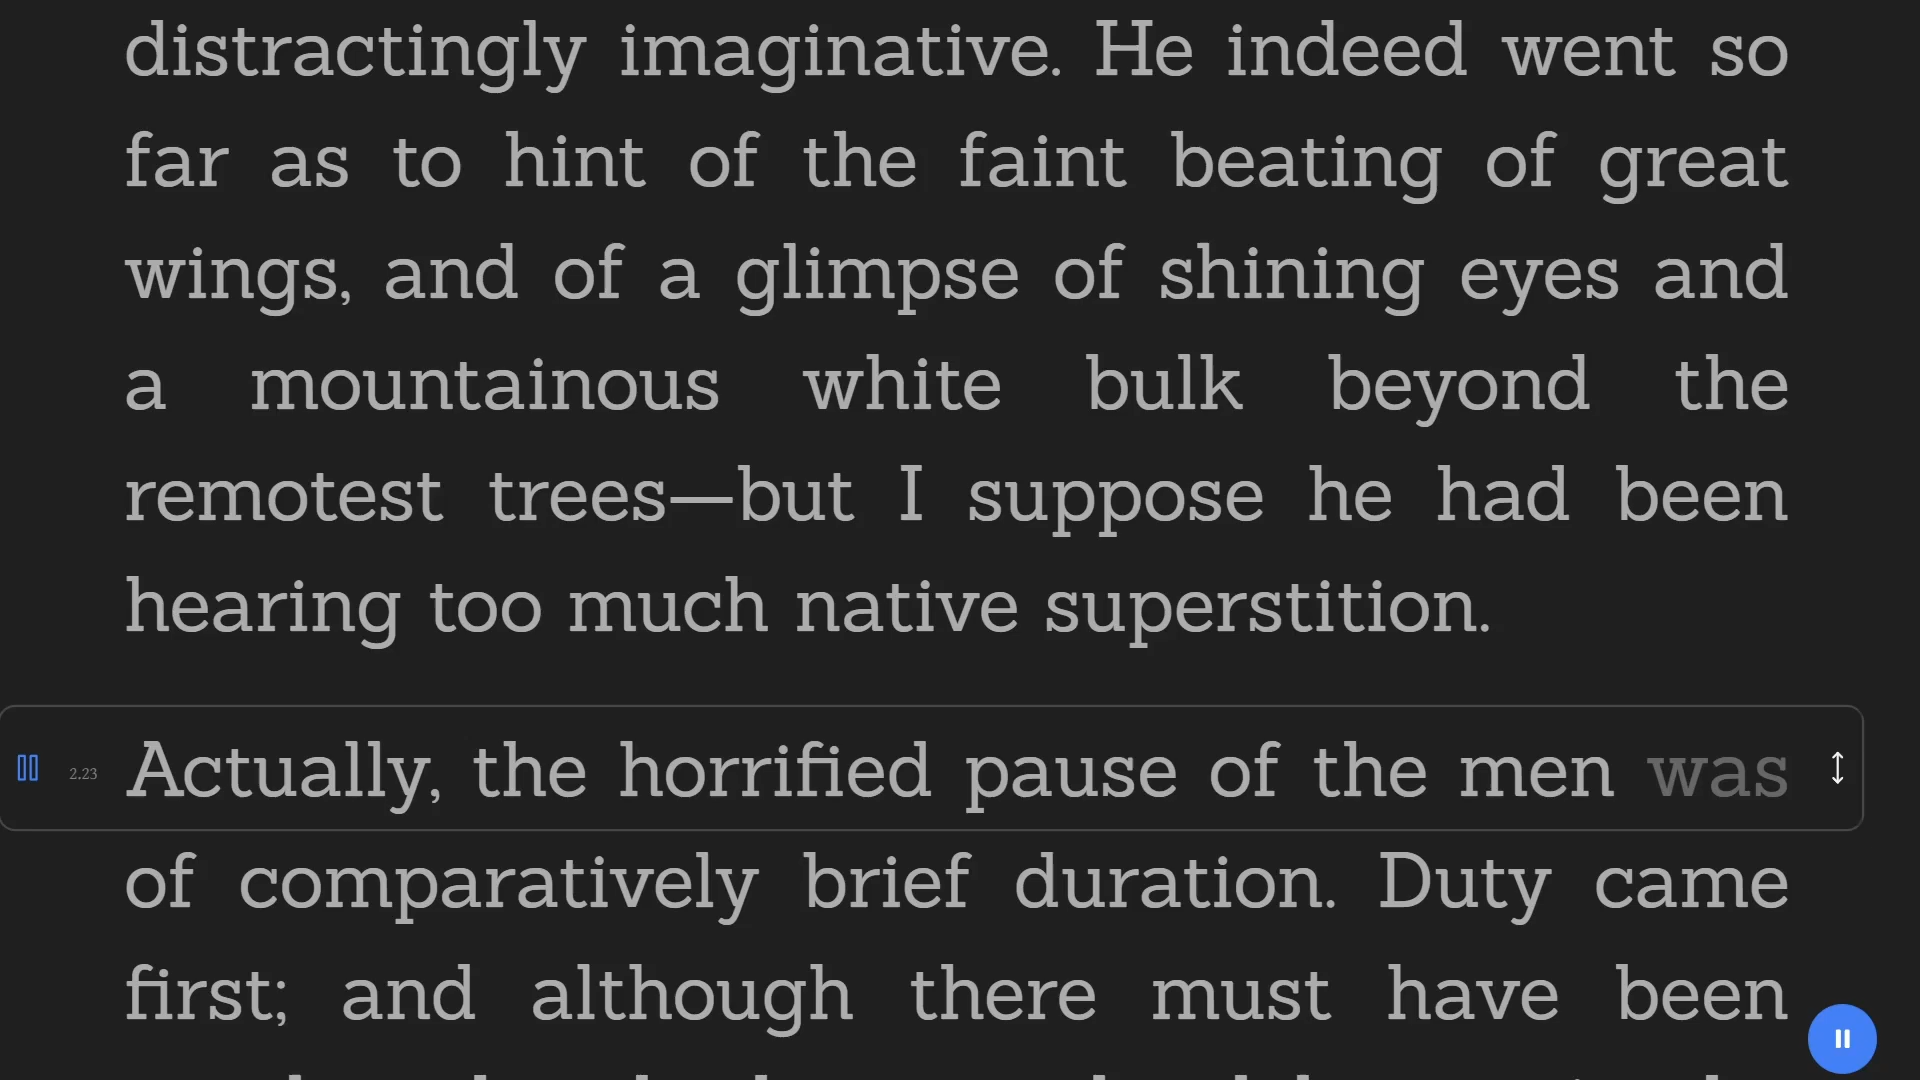 distractingly imaginative. He indeed went so
far as to hint of the faint beating of great
wings, and of a glimpse of shining eyes and
a mountainous white bulk beyond the
remotest trees—but I suppose he had been
hearing too much native superstition.
2.23 Actually, the horrified pause of the men was
of comparatively brief duration. Duty came
first; and although there must have been